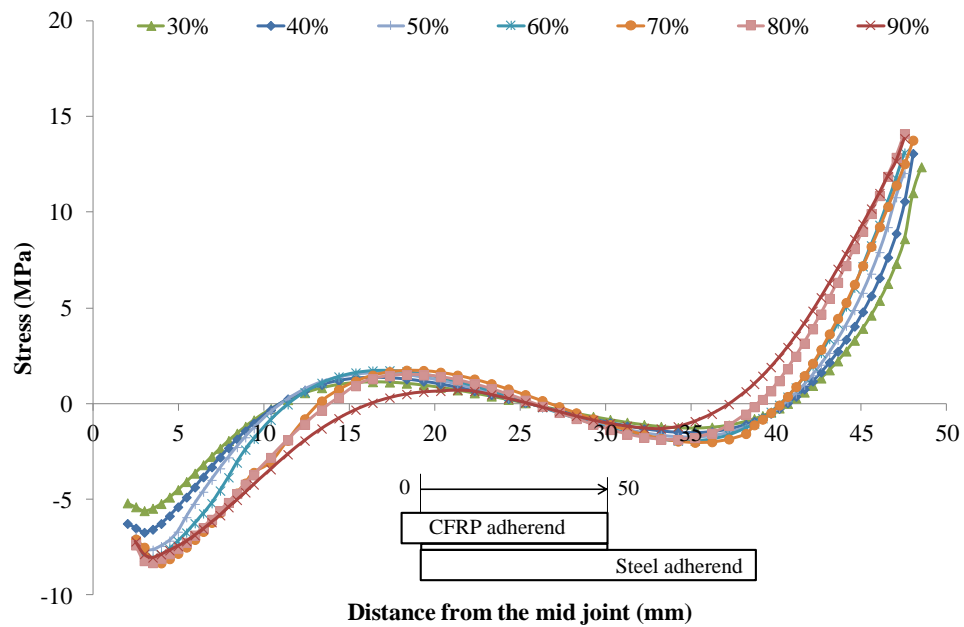 20
30% 40% 50% 60% 70% 80% 90%
15
10
5
0
0 5 10 15 20 25 30 35 40 45 50
-5
-10
Stress (MPa)
0 50
CFRP adherend
Steel adherend
Distance from the mid joint (mm)